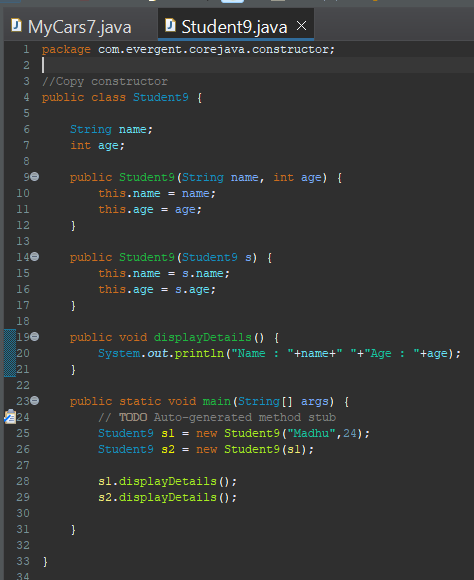 MyCars7.java Student9.java
1 package com.evergent.corejava.constructor;
2
3 //Copy constructor
4 public class Student9 {
5
6 String name;
7 int age;
8
9 public Student9(String name, int age) {
10 this.name = name;
11 this.age = age;
12 }
13
14 public Student9(Student9 s) {
15 this.name = s.name;
16 this.age = s.age;
17 }
18
19 public void displayDetails() {
20 System.out.println("Name : "+name+" "+"Age : "+age);
21 }
22
23 public static void main(String[] args) {
24 // TODO Auto-generated method stub
25 Student9 s1 = new Student9("Madhu",24);
26 Student9 s2 = new Student9(s1);
27
28 s1.displayDetails();
29 s2.displayDetails();
30
31 }
32
33 }
34